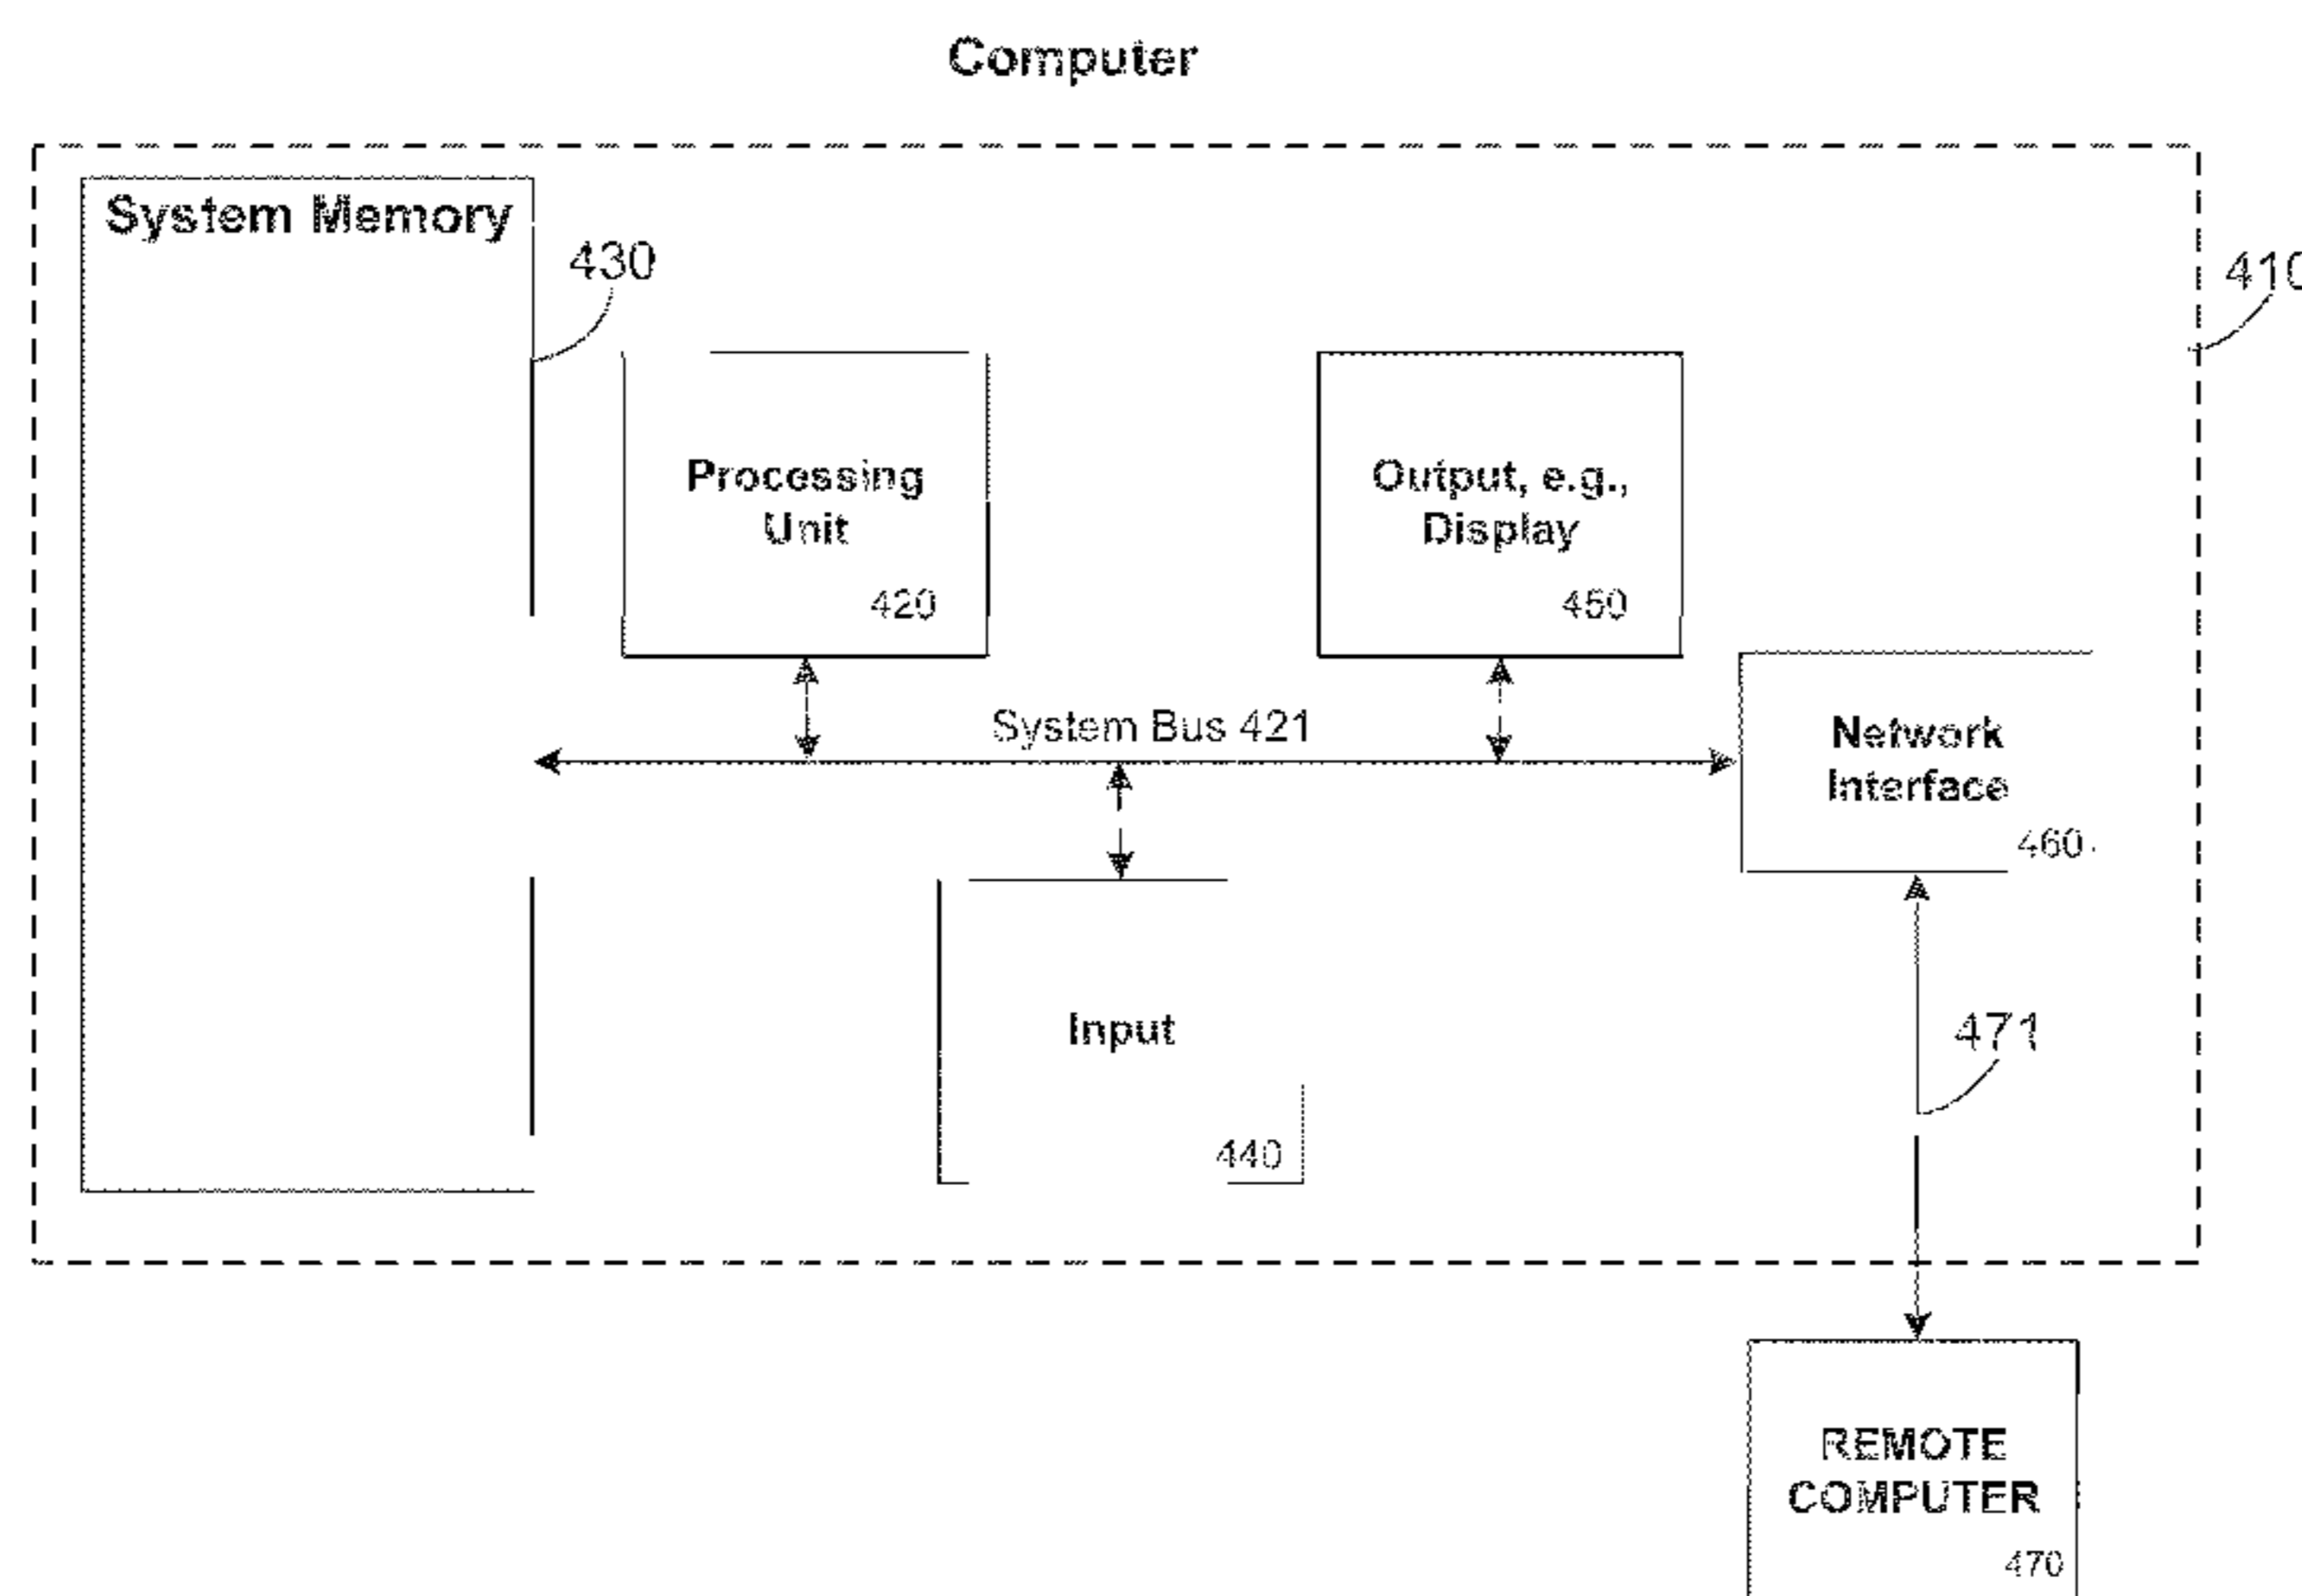 Computer
System Memory
430
410
Processing
Unit
420
Output, e.g.,
Display
450
System Bus 421
Network
Interface
460
Input
440
471
REMOTE
COMPUTER
470